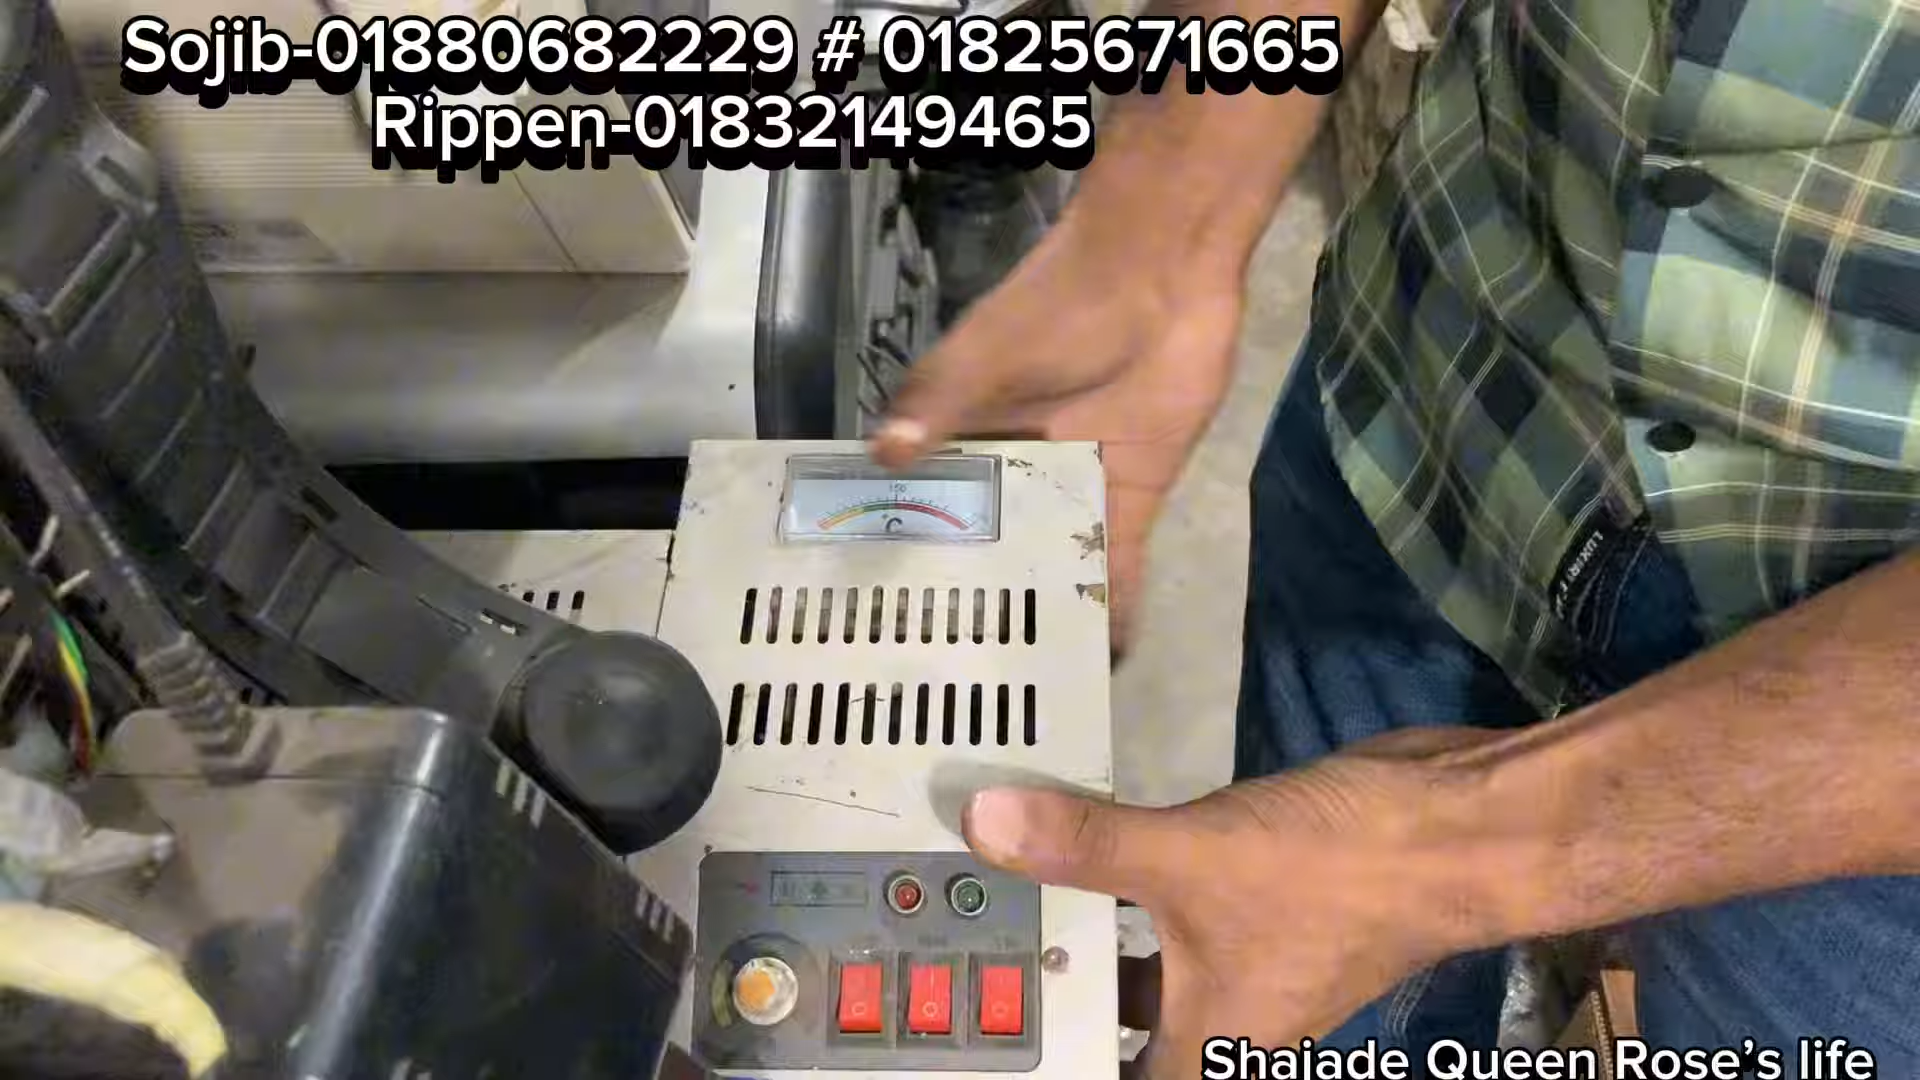 Sojib-01880682229 # 01825671665
Rippen-01832149465
150
°C
Shajade Queen Rose's life